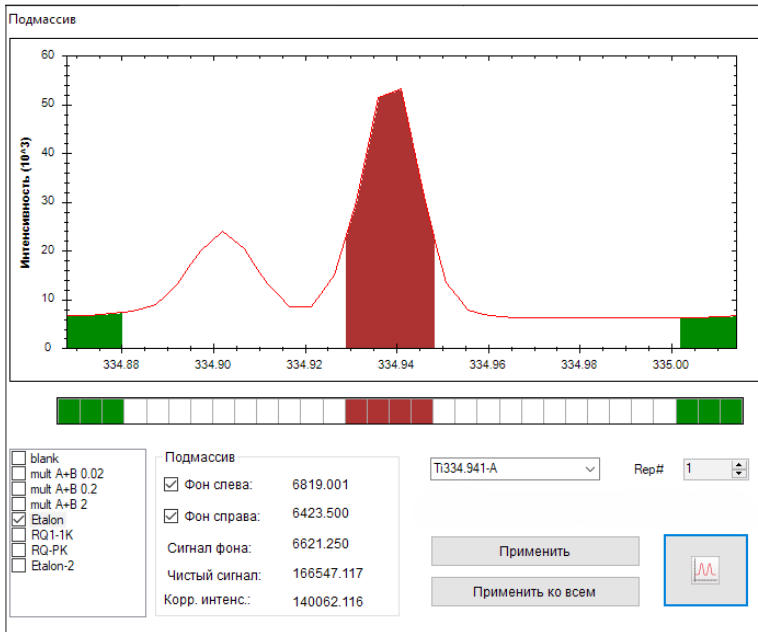 Подмассив
Интенсивность (10^3)
60
50
40
30
20
10
0
334.88 334.90 334.92 334.94 334.96 334.98 335.00
blank
mult A+B 0.02
mult A+B 0.2
mult A+B 2
Etalon
RQ1-1K
RQ-PK
Etalon-2
Подмассив
Фон слева: 6819.001
Фон справа: 6423.500
Сигнал фона: 6621.250
Чистый сигнал: 166547.117
Корр. интенс.: 140062.116
Ti334.941-A Rep# 1
Применить
Применить ко всем